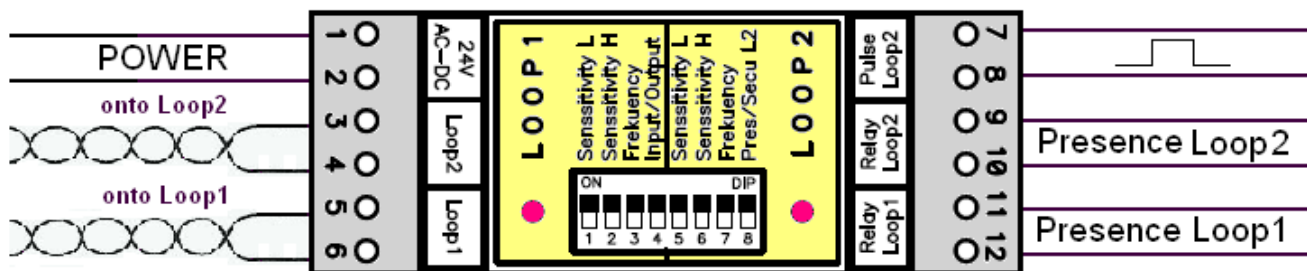 POWER
onto Loop2
onto Loop1
1
2
3
4
5
6
24V
AC-DC
Loop2
Loop1
LOOP1
Senssitivity L
Senssitivity H
Frekuency
Input/Output
Senssitivity L
Senssitivity H
Frekuency
Pres/Secu L2
LOOP2
ON DIP
1 2 3 4 5 6 7 8
Pulse
Loop2
Relay
Loop2
Relay
Loop1
7
8
9
10
11
12
Presence Loop2
Presence Loop1